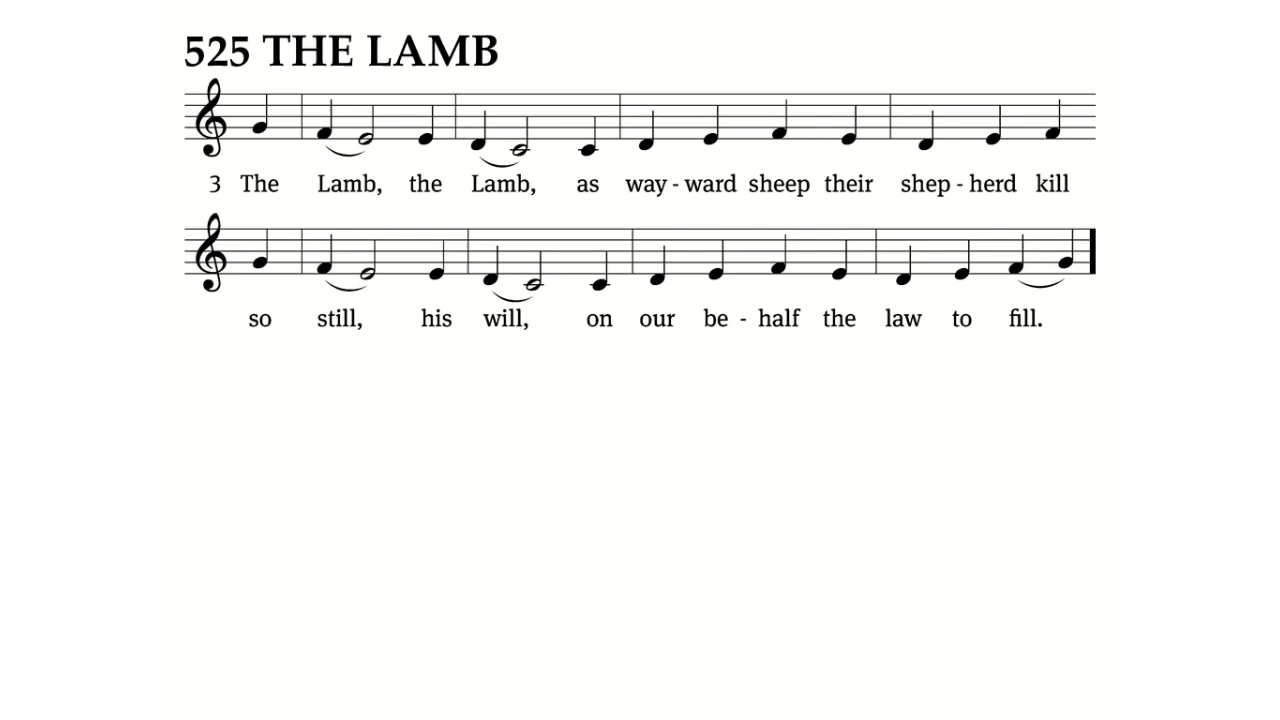 525 THE LAMB
3 The Lamb, the Lamb, as way - ward sheep their shep - herd kill
so still, his will, on our be - half the law to fill.